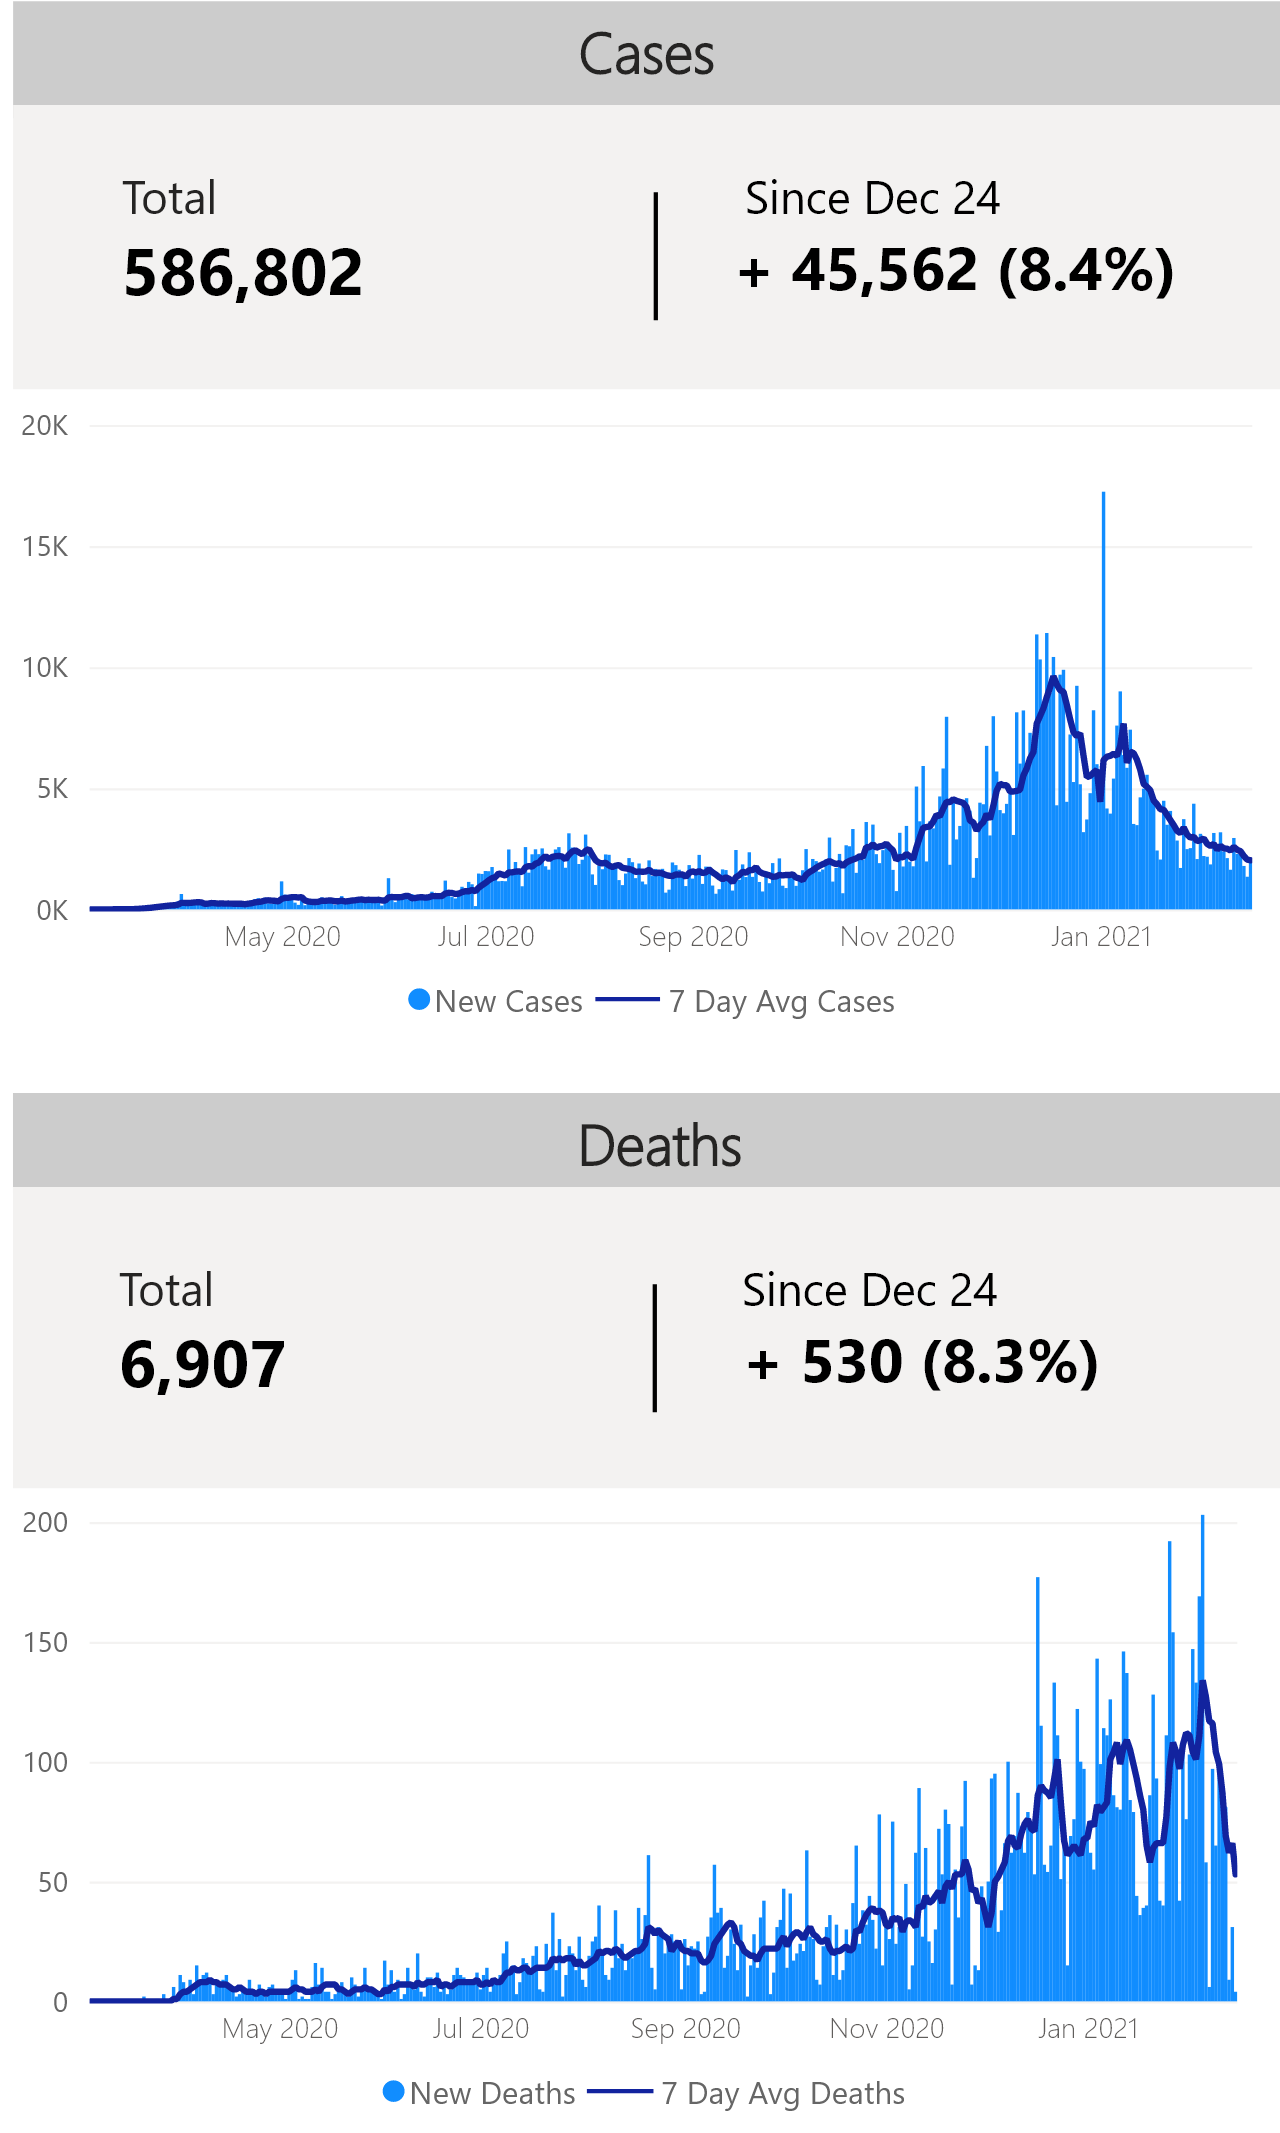 Cases
Total
586,802
Since Dec 24
+ 45,562 (8.4%)
20K
15K
10K
5K
0K
May 2020 Jul 2020 Sep 2020 Nov 2020 Jan 2021
New Cases 7 Day Avg Cases
Deaths
Total
6,907
Since Dec 24
+ 530 (8.3%)
200
150
100
50
0
May 2020 Jul 2020 Sep 2020 Nov 2020 Jan 2021
New Deaths 7 Day Avg Deaths